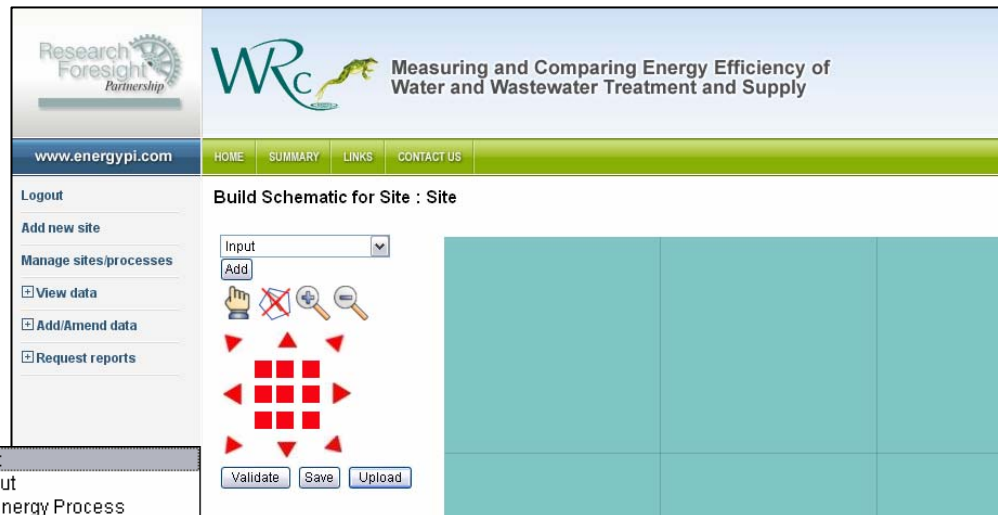 Research
Foresight
Partnership
WRc
Measuring and Comparing Energy Efficiency of
Water and Wastewater Treatment and Supply
www.energypi.com
HOME SUMMARY LINKS CONTACT US
Logout
Add new site
Manage sites/processes
View data
Add/Amend data
Request reports
Build Schematic for Site : Site
Input
Add
Validate Save Upload
Process